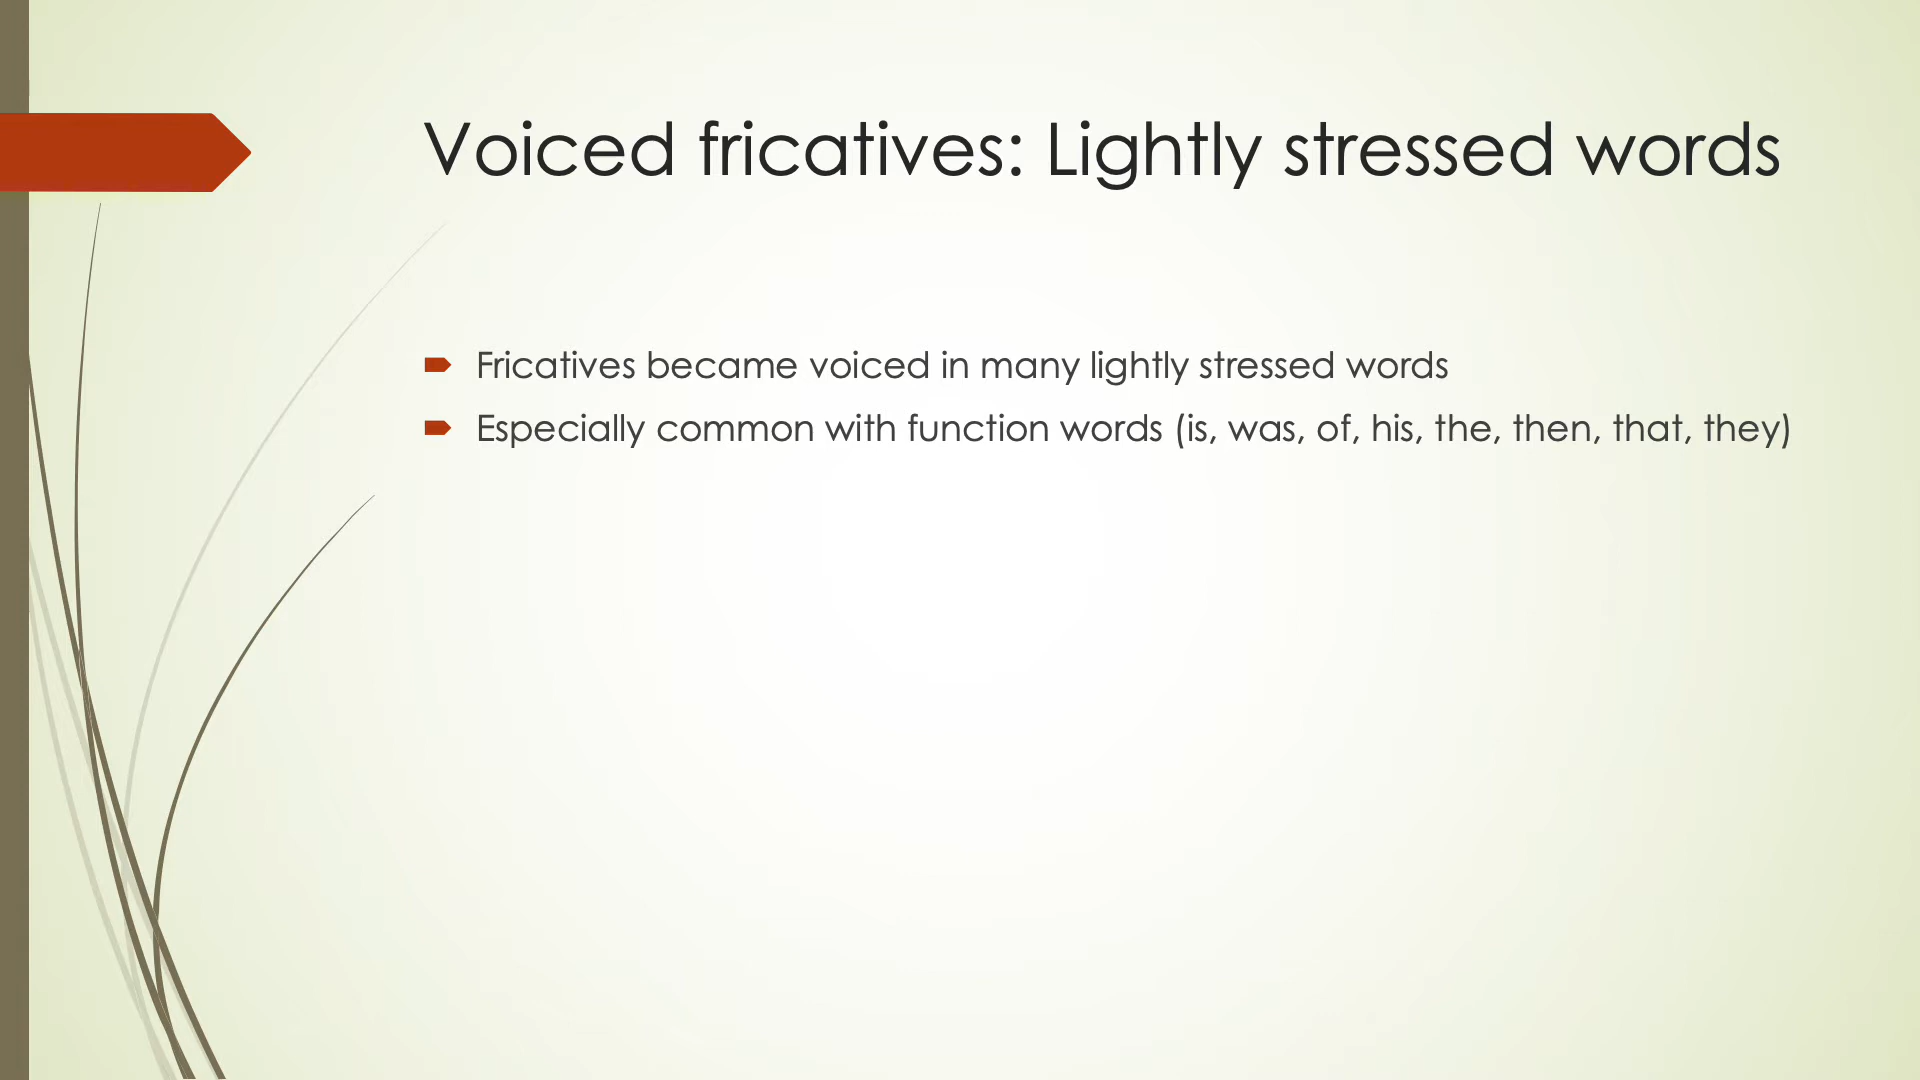 Voiced fricatives: Lightly stressed words
Fricatives became voiced in many lightly stressed words
Especially common with function words (is, was, of, his, the, then, that, they)